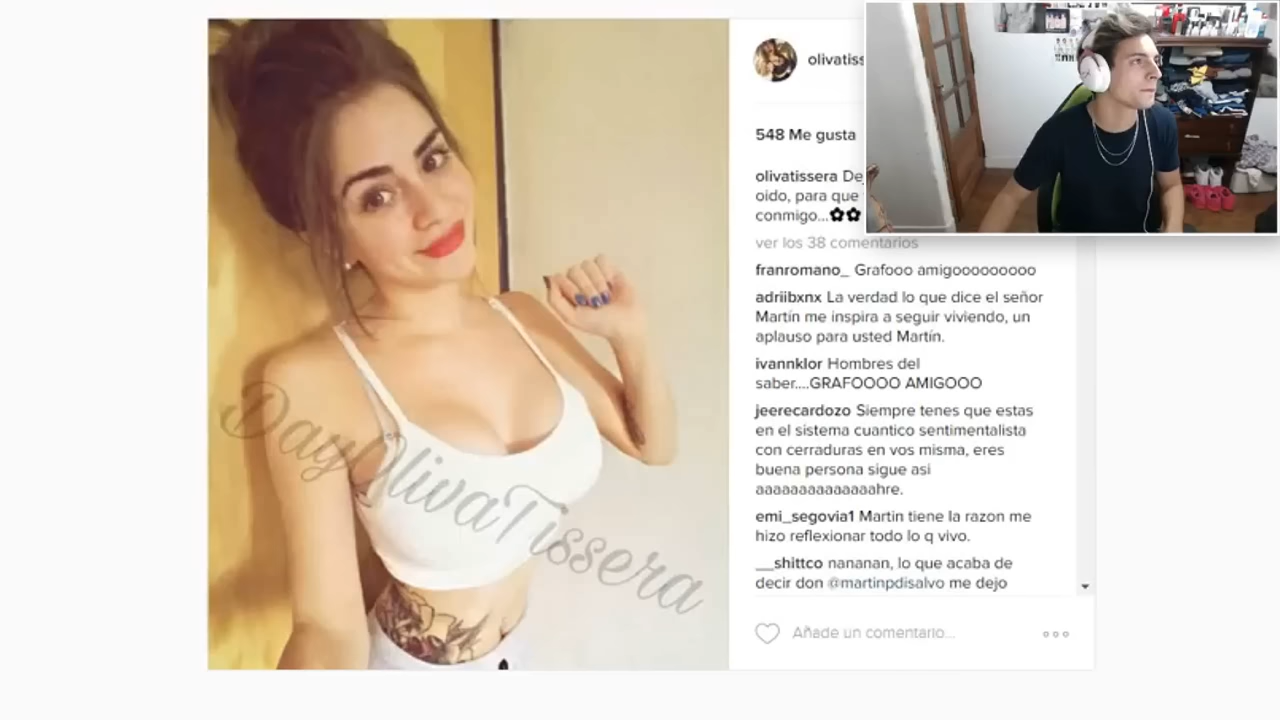 DayOlivaTissera
olivatiss
548 Me gusta
olivatissera De
oido, para que
conmigo...✿✿
ver los 38 comentarios
franromano_ Grafooo amigooooooooo
adriibxnx La verdad lo que dice el señor
Martín me inspira a seguir viviendo, un
aplauso para usted Martín.
ivannklor Hombres del
saber....GRAFOOOO AMIGOOO
jeerecardozo Siempre tenes que estas
en el sistema cuantico sentimentalista
con cerraduras en vos misma, eres
buena persona sigue asi
aaaaaaaaaaaaaahre.
emi_segovia1 Martin tiene la razon me
hizo reflexionar todo lo q vivo.
__shittco nananan, lo que acaba de
decir don @martinpdisalvo me dejo
Añade un comentario...